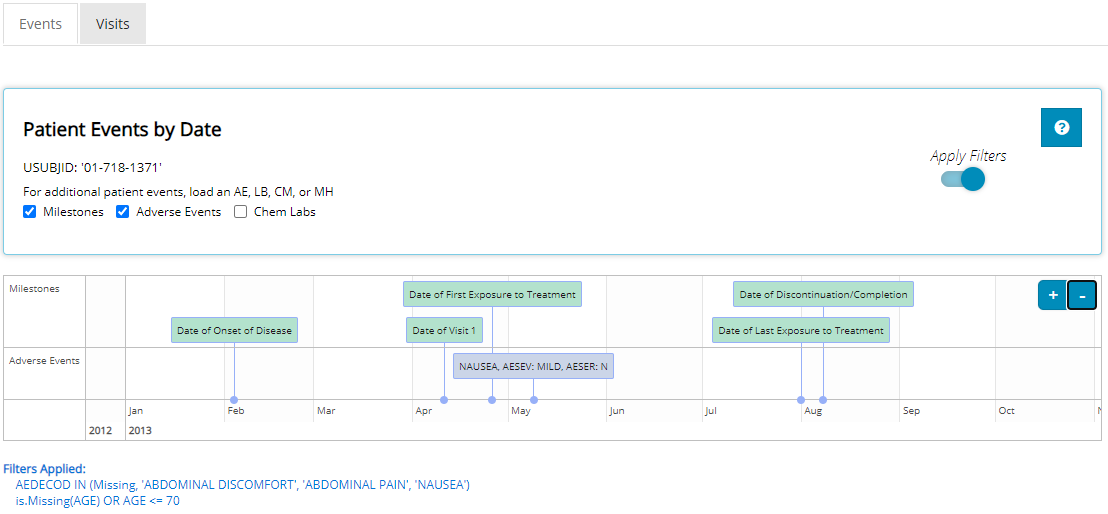 Events Visits
Patient Events by Date
?
USUBJID: '01-718-1371'
Apply Filters
For additional patient events, load an AE, LB, CM, or MH
Milestones Adverse Events Chem Labs
Milestones
+ -
Date of First Exposure to Treatment Date of Discontinuation/Completion
Date of Onset of Disease Date of Visit 1 Date of Last Exposure to Treatment
Adverse Events
NAUSEA, AESEV: MILD, AESER: N
Jan Feb Mar Apr May Jun Jul Aug Sep Oct
2012 2013
Filters Applied:
AEDECOD IN (Missing, 'ABDOMINAL DISCOMFORT', 'ABDOMINAL PAIN', 'NAUSEA')
is.Missing(AGE) OR AGE <= 70